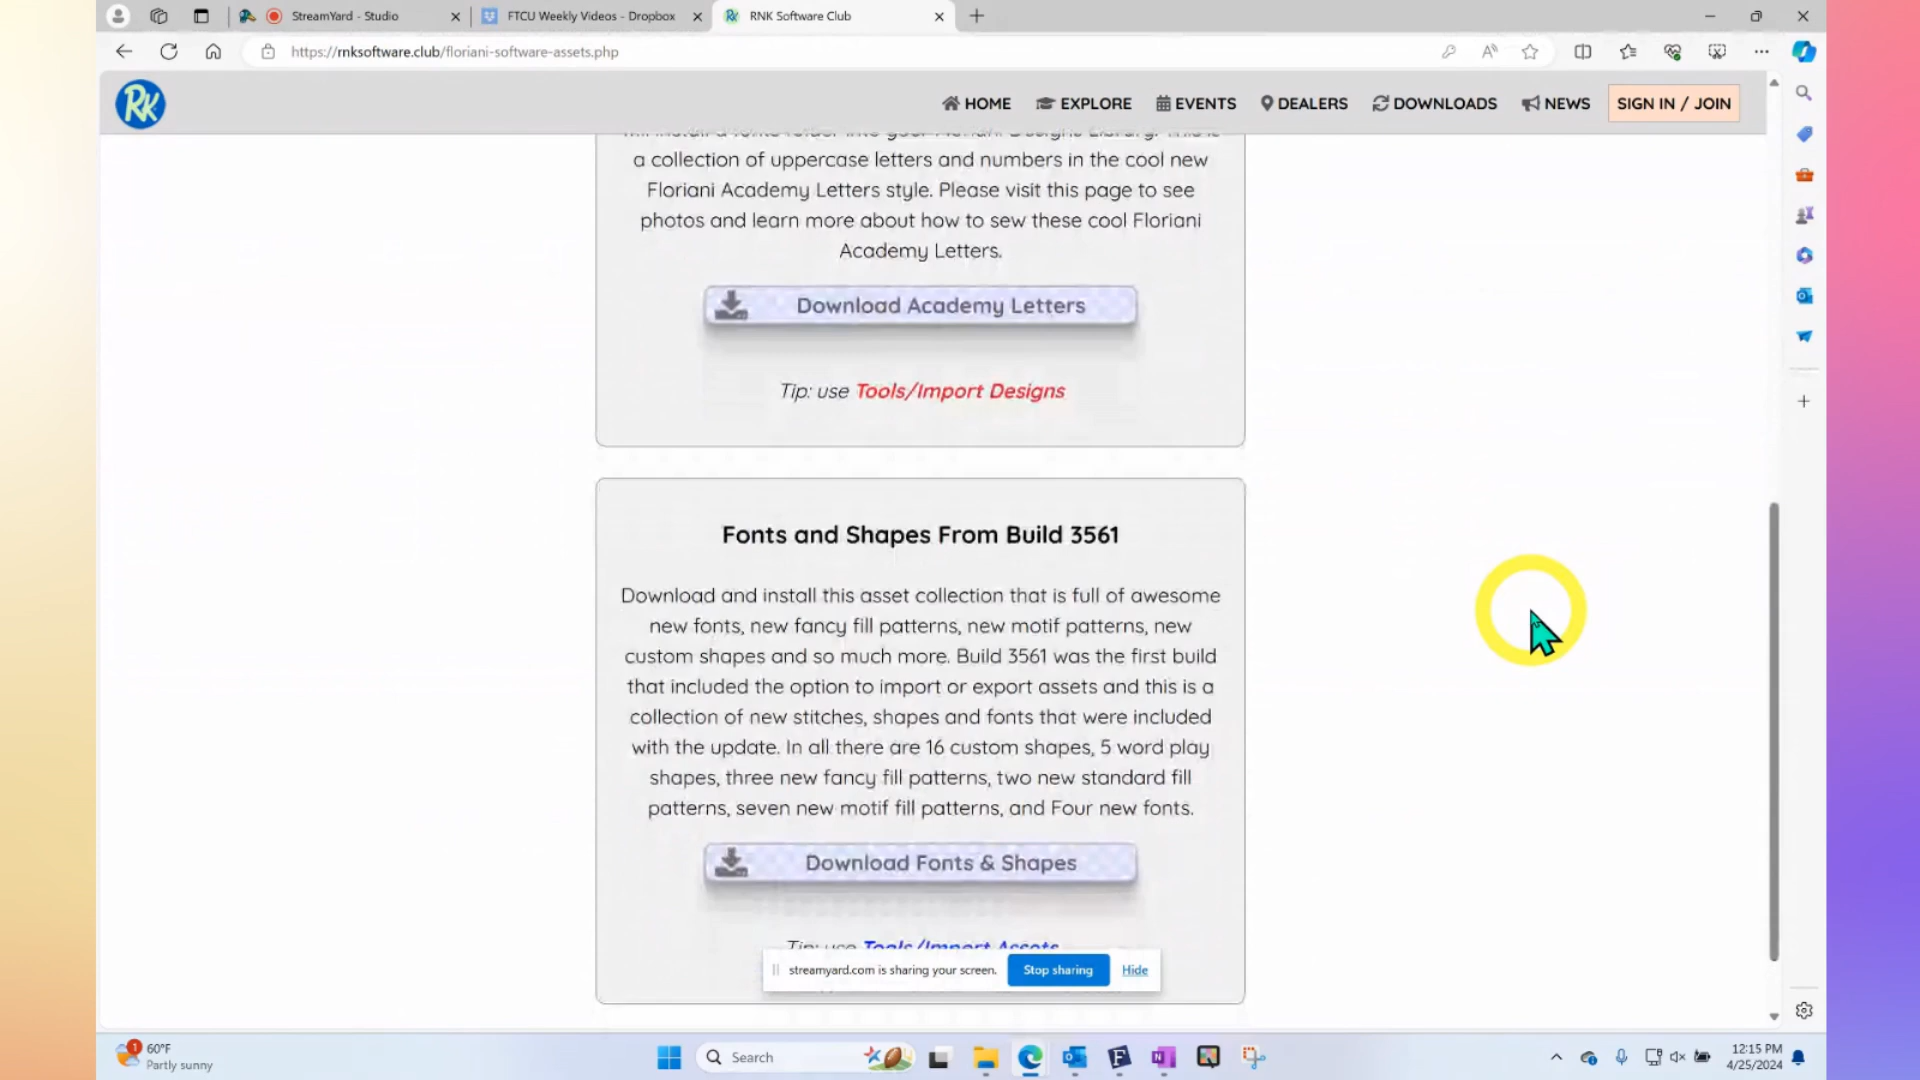 StreamYard - Studio
FTCU Weekly Videos - Dropbox
RNK Software Club
https://rnksoftware.club/floriani-software-assets.php
RK
HOME
EXPLORE
EVENTS
DEALERS
DOWNLOADS
NEWS
SIGN IN / JOIN
a collection of uppercase letters and numbers in the cool new
Floriani Academy Letters style. Please visit this page to see
photos and learn more about how to sew these cool Floriani
Academy Letters.
Download Academy Letters
Tip: use Tools/Import Designs
Fonts and Shapes From Build 3561
Download and install this asset collection that is full of awesome
new fonts, new fancy fill patterns, new motif patterns, new
custom shapes and so much more. Build 3561 was the first build
that included the option to import or export assets and this is a
collection of new stitches, shapes and fonts that were included
with the update. In all there are 16 custom shapes, 5 word play
shapes, three new fancy fill patterns, two new standard fill
patterns, seven new motif fill patterns, and Four new fonts.
Download Fonts & Shapes
Tip: use Tools/Import Assets
streamyard.com is sharing your screen.
Stop sharing
Hide
1
60°F
Partly sunny
Search
12:15 PM
4/25/2024